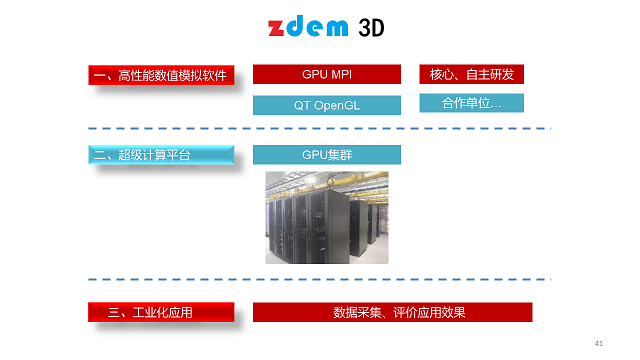 zdem 3D
一、高性能数值模拟软件
GPU MPI
核心、自主研发
QT OpenGL
合作单位...
二、超级计算平台
GPU集群
三、工业化应用
数据采集、评价应用效果
41